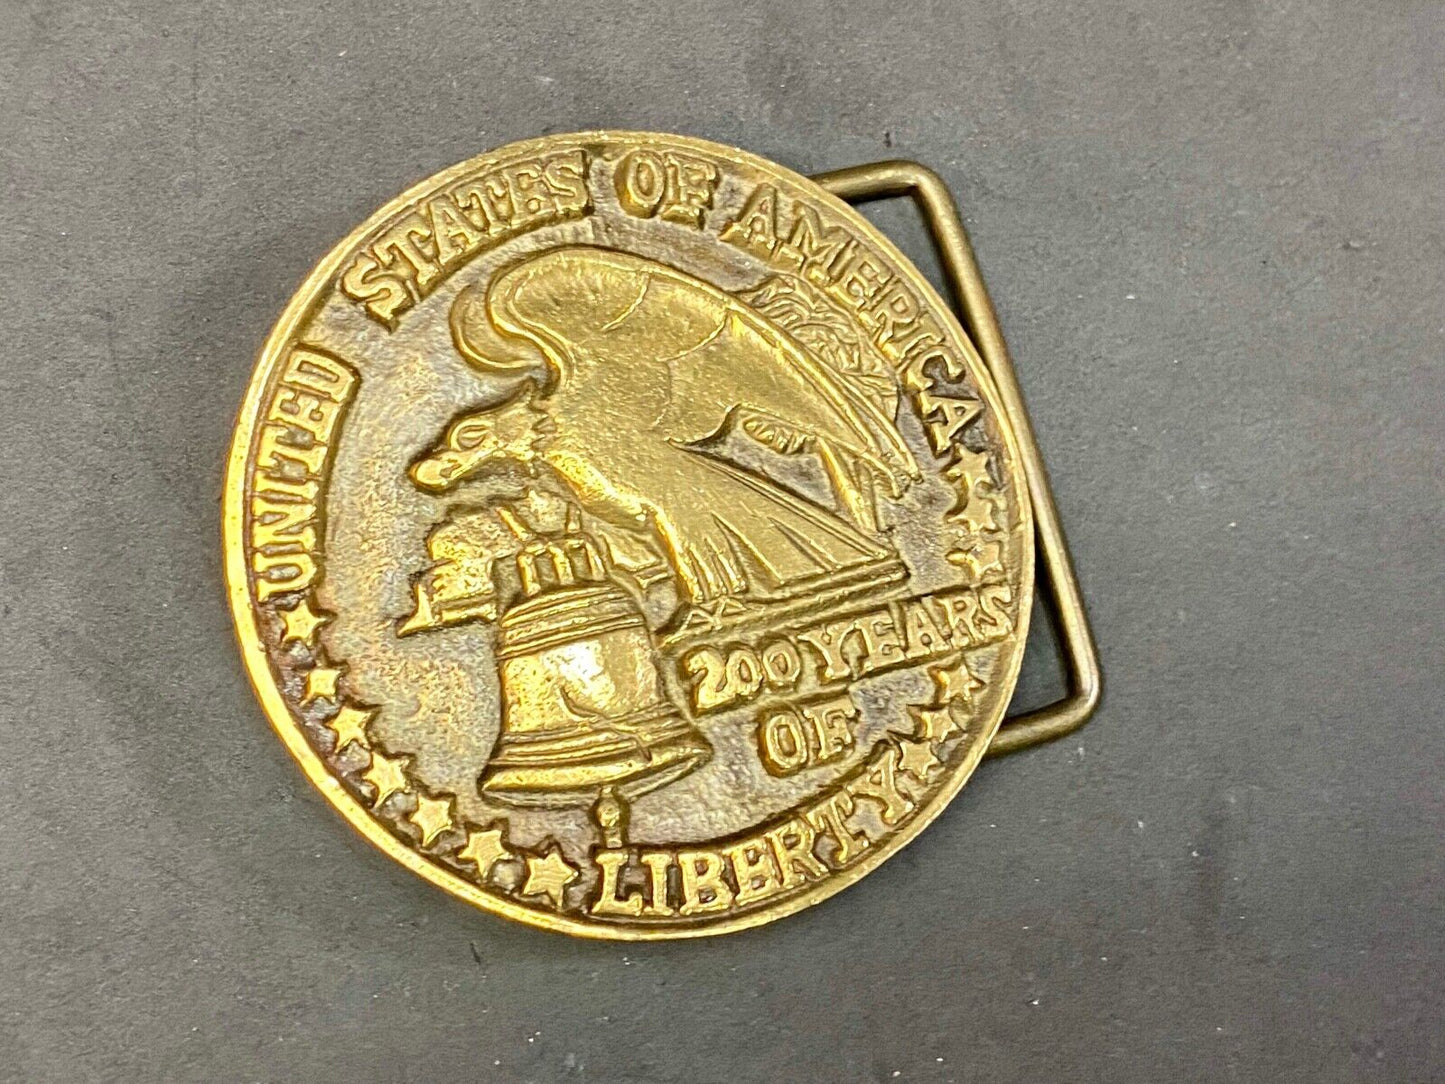 UNITED STATES OF AMERICA
200 YEARS
OF
LIBERTY